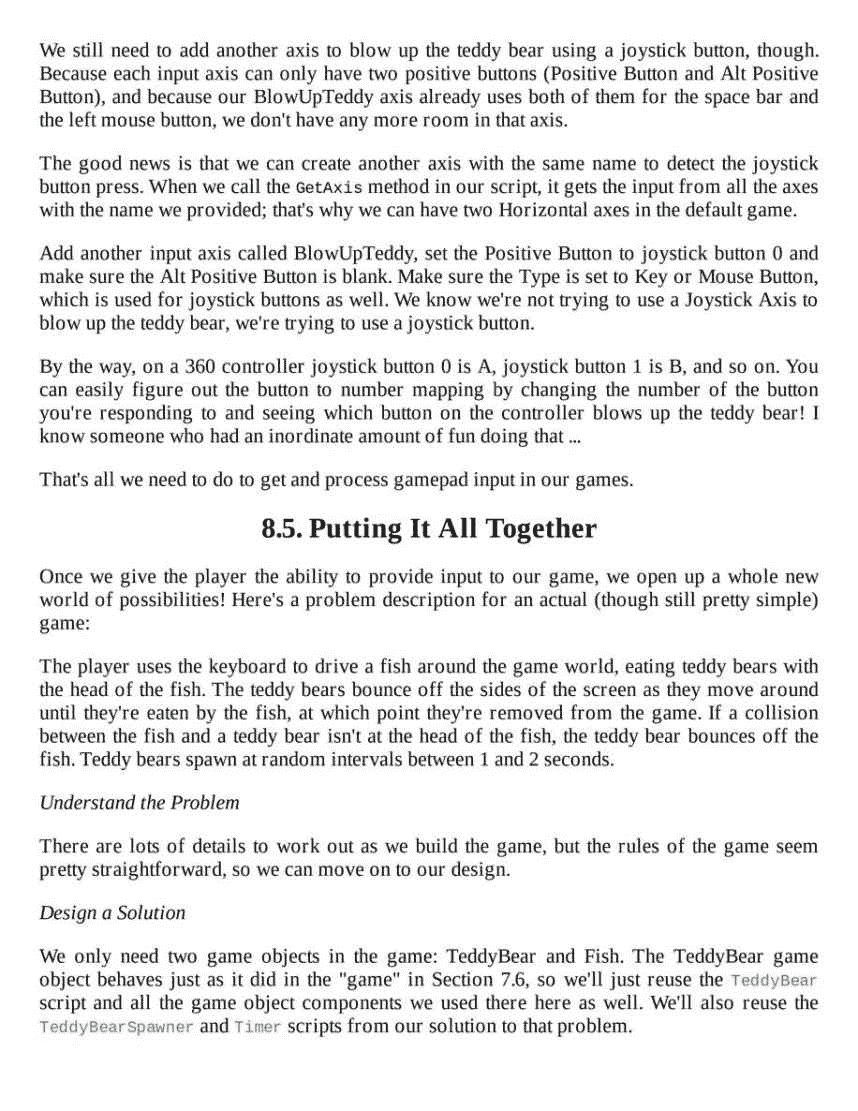 We still need to add another axis to blow up the teddy bear using a joystick button, though.
Because each input axis can only have two positive buttons (Positive Button and Alt Positive
Button), and because our BlowUpTeddy axis already uses both of them for the space bar and
the left mouse button, we don't have any more room in that axis.
The good news is that we can create another axis with the same name to detect the joystick
button press. When we call the GetAxis method in our script, it gets the input from all the axes
with the name we provided; that's why we can have two Horizontal axes in the default game.
Add another input axis called BlowUpTeddy, set the Positive Button to joystick button 0 and
make sure the Alt Positive Button is blank. Make sure the Type is set to Key or Mouse Button,
which is used for joystick buttons as well. We know we're not trying to use a Joystick Axis to
blow up the teddy bear, we're trying to use a joystick button.
By the way, on a 360 controller joystick button 0 is A, joystick button 1 is B, and so on. You
can easily figure out the button to number mapping by changing the number of the button
you're responding to and seeing which button on the controller blows up the teddy bear! I
know someone who had an inordinate amount of fun doing that ...
That's all we need to do to get and process gamepad input in our games.
8.5. Putting It All Together
Once we give the player the ability to provide input to our game, we open up a whole new
world of possibilities! Here's a problem description for an actual (though still pretty simple)
game:
The player uses the keyboard to drive a fish around the game world, eating teddy bears with
the head of the fish. The teddy bears bounce off the sides of the screen as they move around
until they're eaten by the fish, at which point they're removed from the game. If a collision
between the fish and a teddy bear isn't at the head of the fish, the teddy bear bounces off the
fish. Teddy bears spawn at random intervals between 1 and 2 seconds.
Understand the Problem
There are lots of details to work out as we build the game, but the rules of the game seem
pretty straightforward, so we can move on to our design.
Design a Solution
We only need two game objects in the game: TeddyBear and Fish. The TeddyBear game
object behaves just as it did in the "game" in Section 7.6, so we'll just reuse the TeddyBear
script and all the game object components we used there here as well. We'll also reuse the
TeddyBearSpawner and Timer scripts from our solution to that problem.